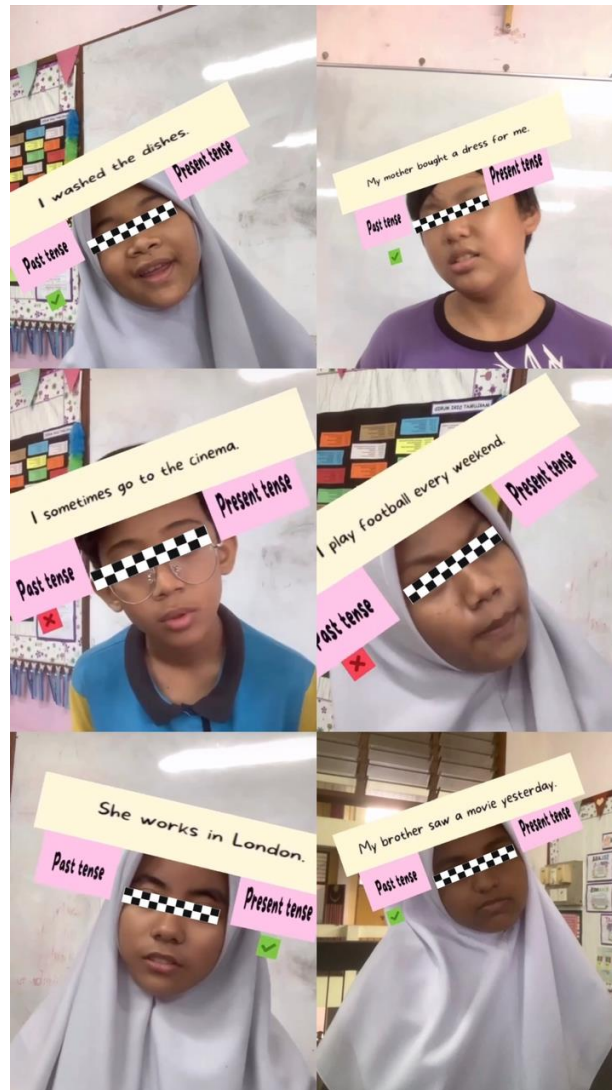 I washed the dishes.
Past tense
Present tense
My mother bought a dress for me.
Past tense
Present tense
I sometimes go to the cinema.
Past tense
Present tense
I play football every weekend.
Past tense
Present tense
She works in London.
Past tense
Present tense
My brother saw a movie yesterday.
Past tense
Present tense